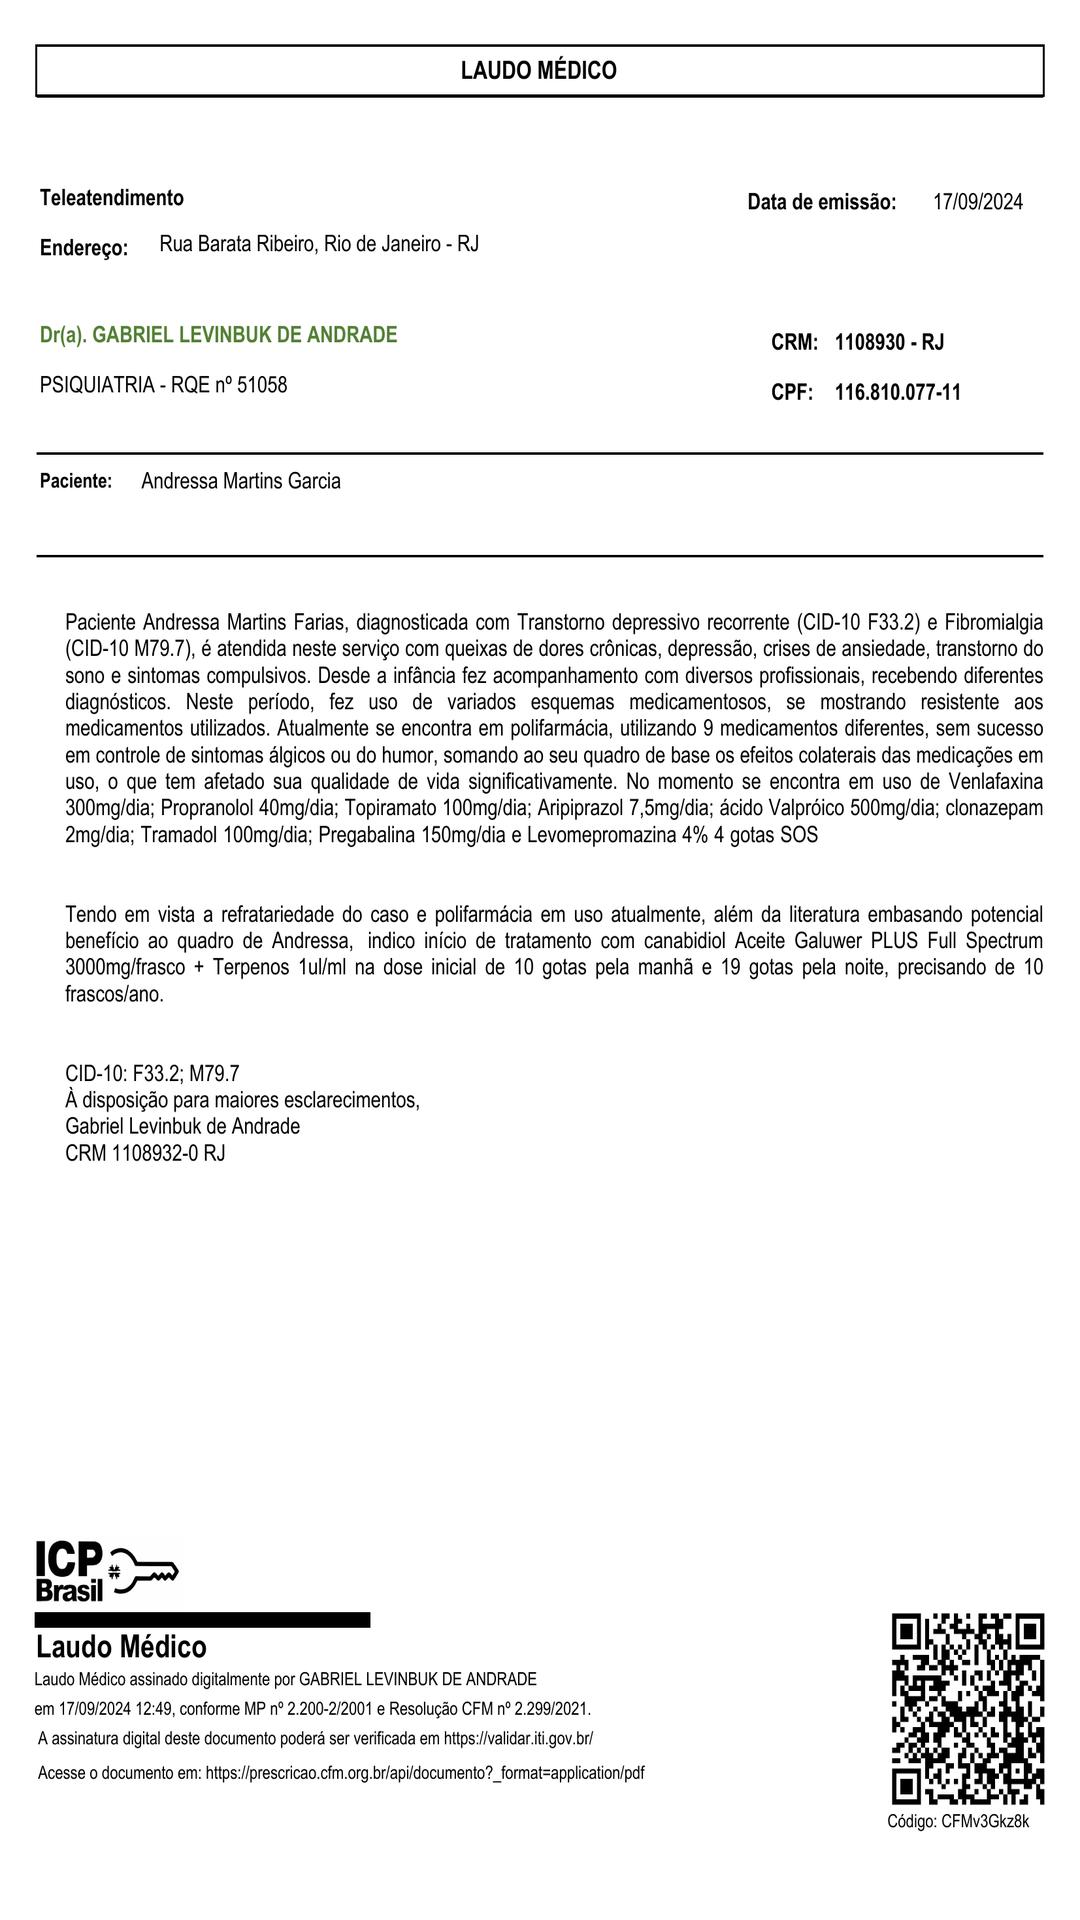 LAUDO MÉDICO
Teleatendimento
Data de emissão: 17/09/2024
Endereço: Rua Barata Ribeiro, Rio de Janeiro - RJ
Dr(a). GABRIEL LEVINBUK DE ANDRADE
CRM: 1108930 - RJ
PSIQUIATRIA - RQE nº 51058
CPF: 116.810.077-11
Paciente: Andressa Martins Garcia
Paciente Andressa Martins Farias, diagnosticada com Transtorno depressivo recorrente (CID-10 F33.2) e Fibromialgia
(CID-10 M79.7), é atendida neste serviço com queixas de dores crônicas, depressão, crises de ansiedade, transtorno do
sono e sintomas compulsivos. Desde a infância fez acompanhamento com diversos profissionais, recebendo diferentes
diagnósticos. Neste período, fez uso de variados esquemas medicamentosos, se mostrando resistente aos
medicamentos utilizados. Atualmente se encontra em polifarmácia, utilizando 9 medicamentos diferentes, sem sucesso
em controle de sintomas álgicos ou do humor, somando ao seu quadro de base os efeitos colaterais das medicações em
uso, o que tem afetado sua qualidade de vida significativamente. No momento se encontra em uso de Venlafaxina
300mg/dia; Propranolol 40mg/dia; Topiramato 100mg/dia; Aripiprazol 7,5mg/dia; ácido Valpróico 500mg/dia; clonazepam
2mg/dia; Tramadol 100mg/dia; Pregabalina 150mg/dia e Levomepromazina 4% 4 gotas SOS
Tendo em vista a refratariedade do caso e polifarmácia em uso atualmente, além da literatura embasando potencial
benefício ao quadro de Andressa, indico início de tratamento com canabidiol Aceite Galuwer PLUS Full Spectrum
3000mg/frasco + Terpenos 1ul/ml na dose inicial de 10 gotas pela manhã e 19 gotas pela noite, precisando de 10
frascos/ano.
CID-10: F33.2; M79.7
À disposição para maiores esclarecimentos,
Gabriel Levinbuk de Andrade
CRM 1108932-0 RJ
ICP
Brasil
Laudo Médico
Laudo Médico assinado digitalmente por GABRIEL LEVINBUK DE ANDRADE
em 17/09/2024 12:49, conforme MP nº 2.200-2/2001 e Resolução CFM nº 2.299/2021.
A assinatura digital deste documento poderá ser verificada em https://validar.iti.gov.br/
Acesse o documento em: https://prescricao.cfm.org.br/api/documento?_format=application/pdf
Código: CFMv3Gkz8k